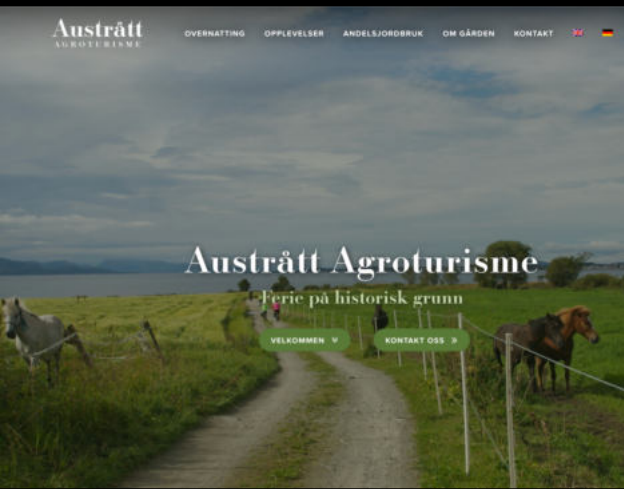 Austrått
AGROTURISME
OVERNATTING OPPLEVELSER ANDELSJORDBRUK OM GÅRDEN KONTAKT
Austrått Agroturisme
Ferie på historisk grunn
VELKOMMEN
KONTAKT OSS